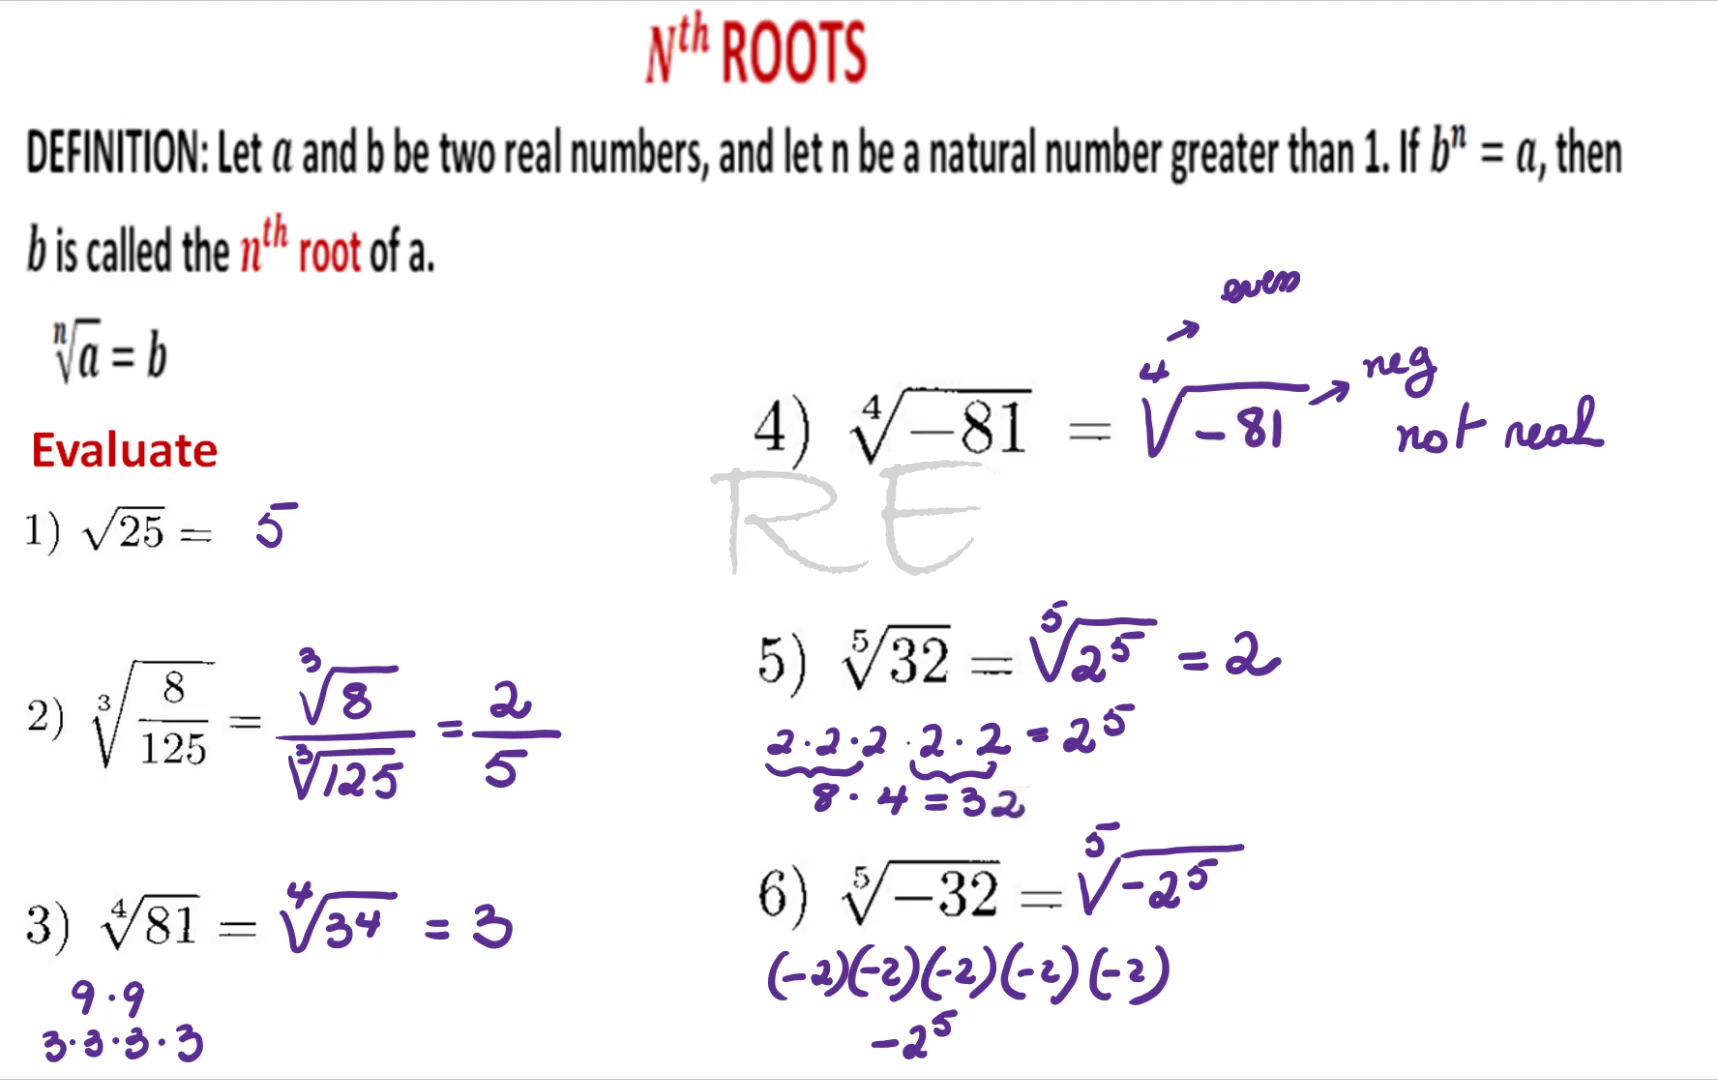 Nᵗʰ ROOTS
DEFINITION: Let a and b be two real numbers, and let n be a natural number greater than 1. If bⁿ = a, then
b is called the nᵗʰ root of a.
ⁿ√a = b
Evaluate
1) √25 = 5
2) ³√(8/125) = ³√8/³√125 = 2/5
3) ⁴√81 = ⁴√3⁴ = 3
9·9
3·3·3·3
even
neg
4) ⁴√-81 = ⁴√-81 → not real
RE
5) ⁵√32 = ⁵√2⁵ = 2
2·2·2·2·2 = 2⁵
8·4 = 32
6) ⁵√-32 = ⁵√-2⁵
(-2)(-2)(-2)(-2)(-2)
-2⁵